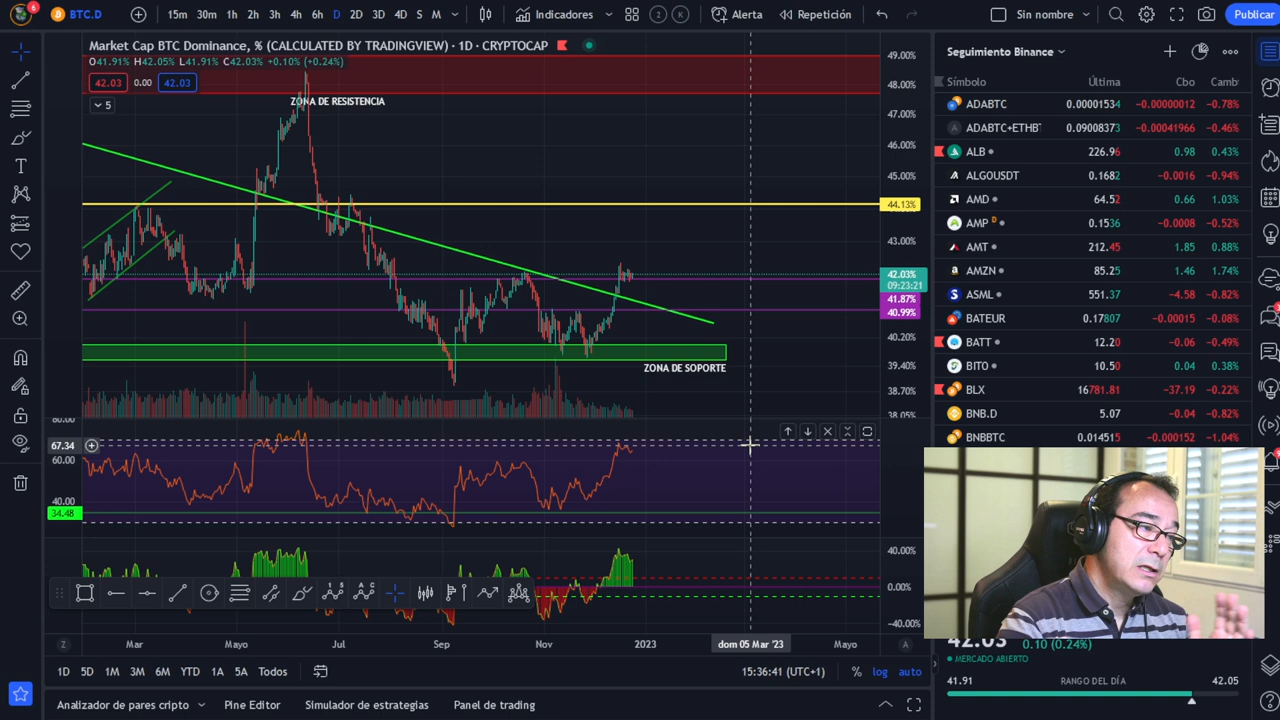 6
BTC.D
15m 30m 1h 2h 3h 4h 6h D 2D 3D 4D S M
Indicadores
2 K
Alerta
Repetición
Sin nombre
Publicar
Market Cap BTC Dominance, % (CALCULATED BY TRADINGVIEW) · 1D · CRYPTOCAP
O41.91% H42.05% L41.91% C42.03% +0.10% (+0.24%)
42.03 0.00 42.03
5
ZONA DE RESISTENCIA
ZONA DE SOPORTE
49.00%
48.00%
47.00%
46.00%
45.00%
44.13%
43.00%
42.03%
09:23:21
41.87%
40.99%
40.20%
39.40%
38.70%
38.05%
80.00
67.34
60.00
40.00
34.48
40.00%
0.00%
-40.00%
Z Mar Mayo Jul Sep Nov 2023 dom 05 Mar '23 Mayo A
1D 5D 1M 3M 6M YTD 1A 5A Todos
15:36:41 (UTC+1) % log auto
Analizador de pares cripto Pine Editor Simulador de estrategias Panel de trading
Seguimiento Binance
Símbolo Última Cbo Camb
ADABTC 0.00001534 −0.00000012 −0.78%
ADABTC+ETHBT 0.09008373 −0.00041966 −0.46%
ALB 226.96 0.98 0.43%
ALGOUSDT 0.1682 −0.0016 −0.94%
AMD 64.52 0.66 1.03%
AMP D 0.1536 −0.0008 −0.52%
AMT 212.45 1.85 0.88%
AMZN 85.25 1.46 1.74%
ASML 551.37 −4.58 −0.82%
BATEUR 0.17807 −0.00015 −0.08%
BATT 12.20 −0.06 −0.49%
BITO 10.50 0.04 0.38%
BLX 16781.81 −37.19 −0.22%
BNB.D 5.07 −0.04 −0.82%
BNBBTC 0.014515 −0.000152 −1.04%
42.03 0.10 (0.24%)
MERCADO ABIERTO
41.91 RANGO DEL DÍA 42.05